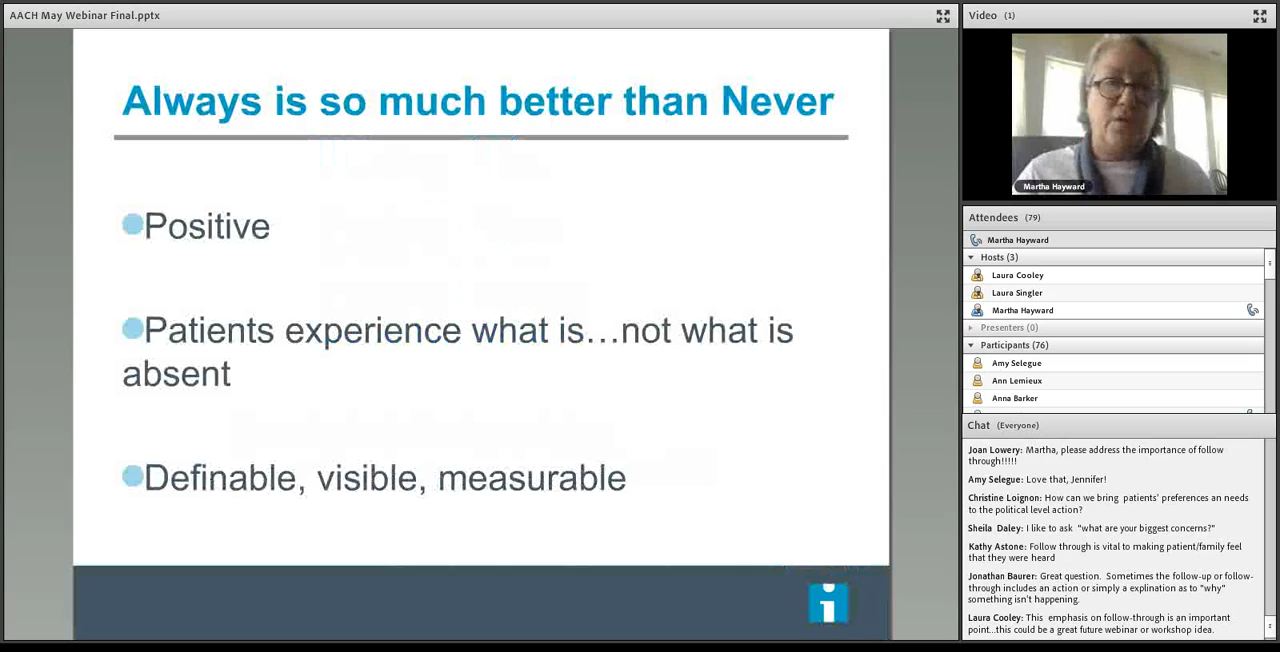 AACH May Webinar Final.pptx
Always is so much better than Never
Positive
Patients experience what is...not what is
absent
Definable, visible, measurable
i
Video (1)
Martha Hayward
Attendees (79)
Martha Hayward
Hosts (3)
Laura Cooley
Laura Singler
Martha Hayward
Presenters (0)
Participants (76)
Amy Selegue
Ann Lemieux
Anna Barker
Chat (Everyone)
Joan Lowery: Martha, please address the importance of follow
through!!!!!
Amy Selegue: Love that, Jennifer!
Christine Loignon: How can we bring patients' preferences an needs
to the political level action?
Sheila Daley: I like to ask "what are your biggest concerns?"
Kathy Astone: Follow through is vital to making patient/family feel
that they were heard
Jonathan Baurer: Great question. Sometimes the follow-up or follow-
through includes an action or simply a explination as to "why"
something isn't happening.
Laura Cooley: This emphasis on follow-through is an important
point...this could be a great future webinar or workshop idea.